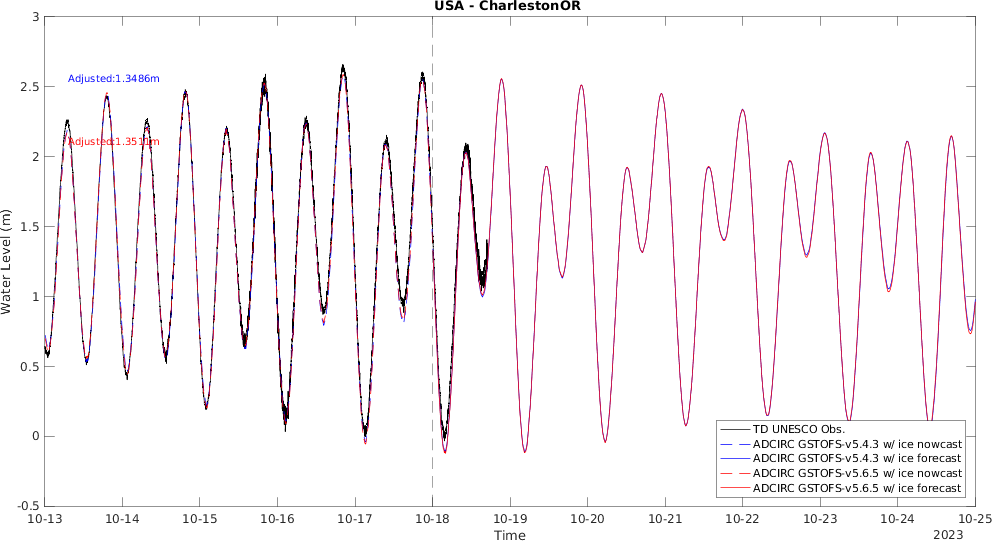 USA - CharlestonOR
3
2.5
2
1.5
1
0.5
0
-0.5
Water Level (m)
Adjusted:1.3486m
Adjusted:1.3511m
TD UNESCO Obs.
ADCIRC GSTOFS-v5.4.3 w/ ice nowcast
ADCIRC GSTOFS-v5.4.3 w/ ice forecast
ADCIRC GSTOFS-v5.6.5 w/ ice nowcast
ADCIRC GSTOFS-v5.6.5 w/ ice forecast
10-13 10-14 10-15 10-16 10-17 10-18 10-19 10-20 10-21 10-22 10-23 10-24 10-25
Time
2023